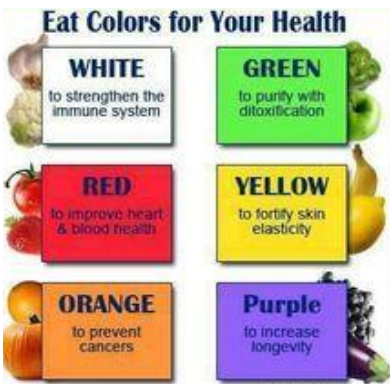 Eat Colors for Your Health
WHITE
to strengthen the
immune system
GREEN
to purify with
ditoxification
RED
to improve heart
& blood health
YELLOW
to fortify skin
elasticity
ORANGE
to prevent
cancers
Purple
to increase
longevity